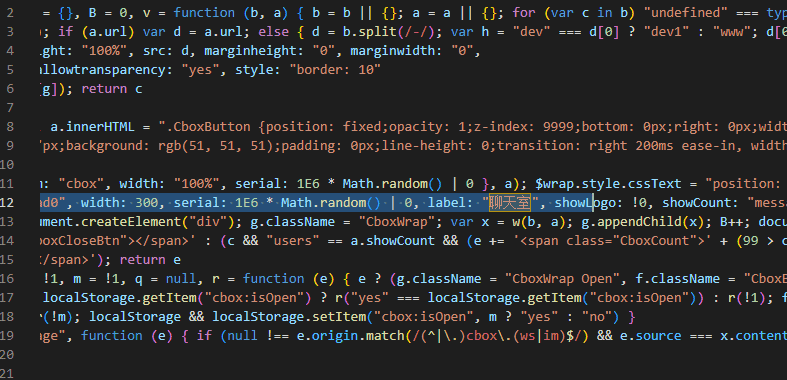 2 = {}, B = 0, v = function (b, a) { b = b || {}; a = a || {}; for (var c in b) "undefined" === typ
3 ); if (a.url) var d = a.url; else { d = b.split(/-/); var h = "dev" === d[0] ? "dev1" : "www"; d[0
4 ight: "100%", src: d, marginheight: "0", marginwidth: "0",
5 allowtransparency: "yes", style: "border: 10"
6 [g]); return c
7
8 , a.innerHTML = ".CboxButton {position: fixed;opacity: 1;z-index: 9999;bottom: 0px;right: 0px;widt
9 px;background: rgb(51, 51, 51);padding: 0px;line-height: 0;transition: right 200ms ease-in, width
10
11 n: "cbox", width: "100%", serial: 1E6 * Math.random() | 0 }, a); $wrap.style.cssText = "position:
12 nd0", width: 300, serial: 1E6 * Math.random() | 0, label: "聊天室", showLogo: !0, showCount: "mess
13 ument.createElement("div"); g.className = "CboxWrap"; var x = w(b, a); g.appendChild(x); B++; docu
14 boxCloseBtn"></span>' : (c && "users" == a.showCount && (e += '<span class="CboxCount">' + (99 > c
15 </span>'); return e
16 !1, m = !1, q = null, r = function (e) { e ? (g.className = "CboxWrap Open", f.className = "CboxB
17 localStorage.getItem("cbox:isOpen") ? r("yes" === localStorage.getItem("cbox:isOpen")) : r(!1); f
18 r(!m); localStorage && localStorage.setItem("cbox:isOpen", m ? "yes" : "no") }
19 age", function (e) { if (null !== e.origin.match(/(^|\.)cbox\.(ws|im)$/) && e.source === x.content
20
21